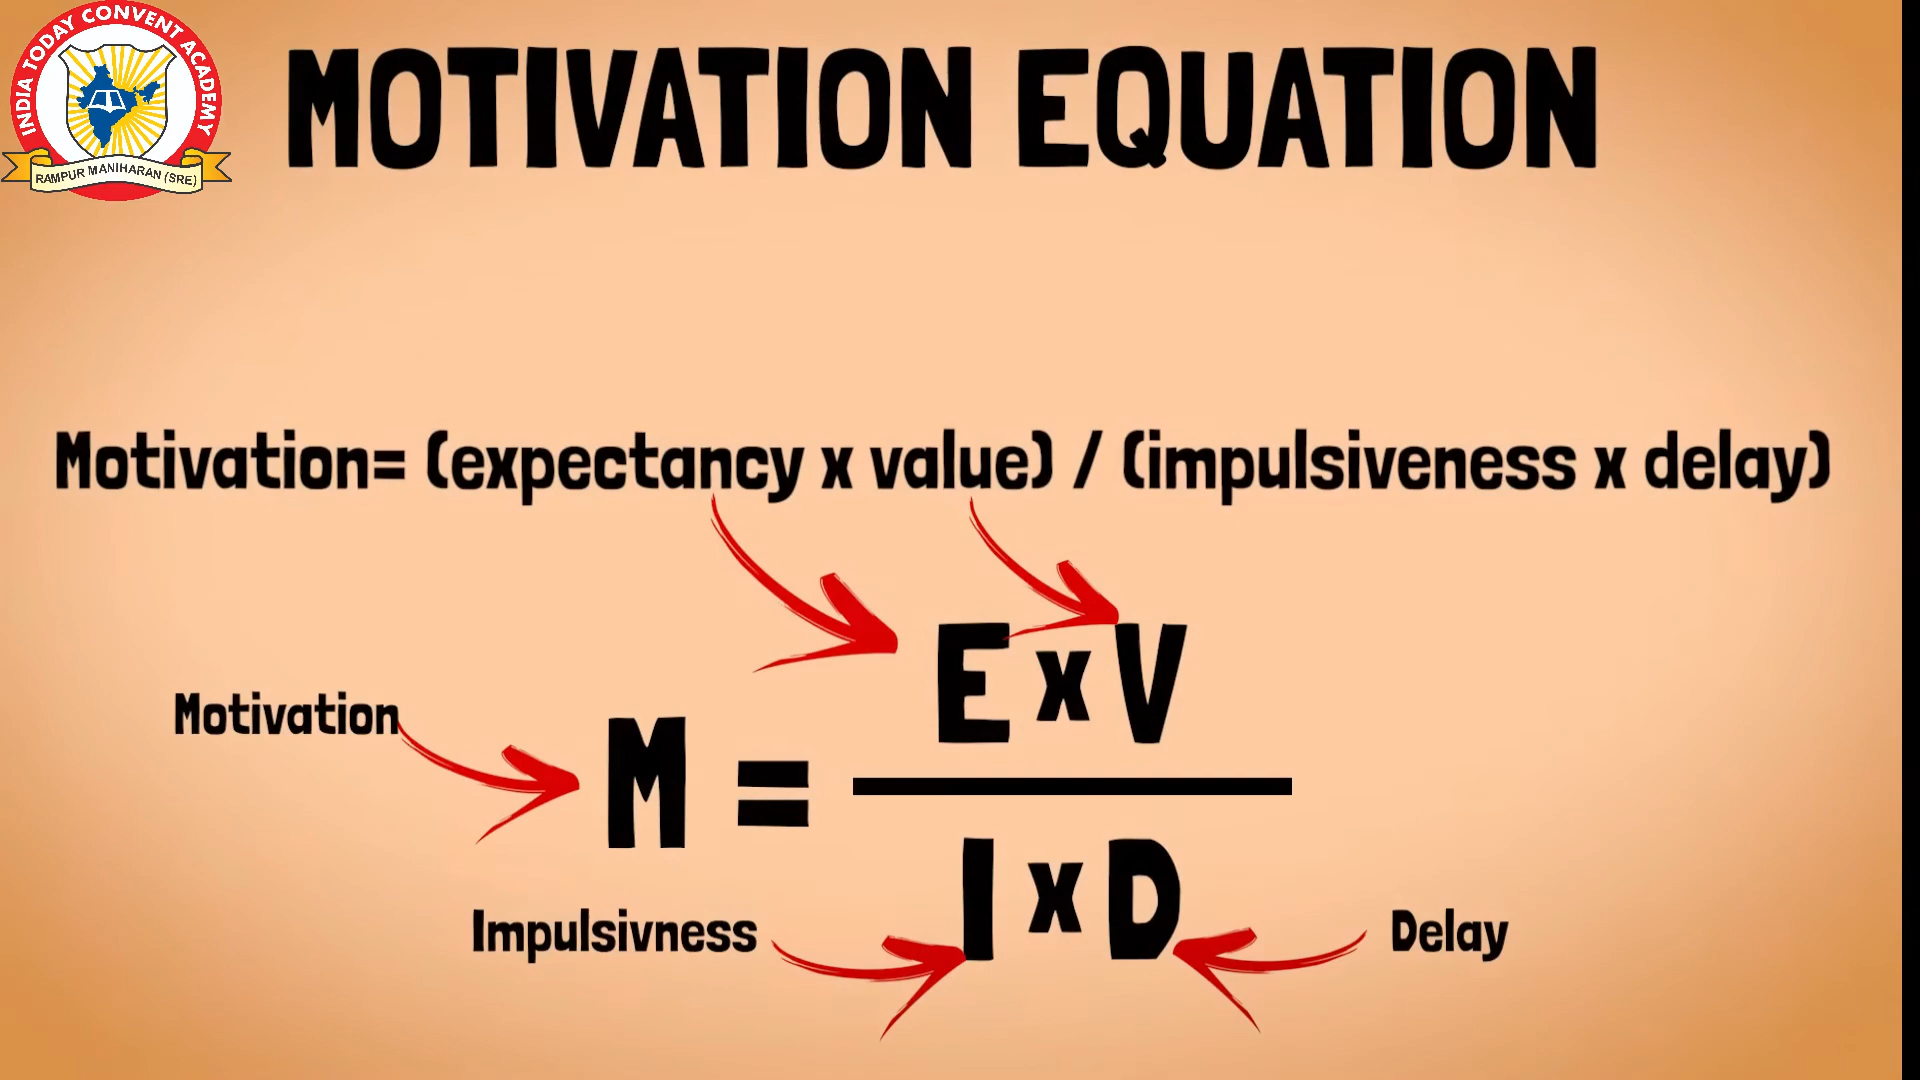 INDIA TODAY CONVENT ACADEMY
RAMPUR MANIHARAN (SRE)
MOTIVATION EQUATION
Motivation= (expectancy x value) / (impulsiveness x delay)
E x V
Motivation
M =
I x D
Impulsivness
Delay